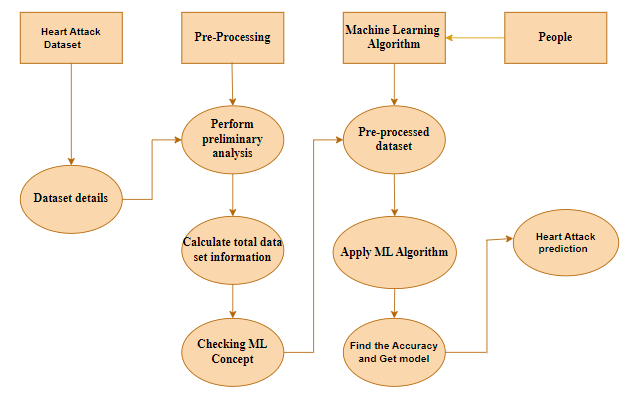 Heart Attack
Dataset
Pre-Processing
Machine Learning
Algorithm
People
Perform
preliminary
analysis
Pre-processed
dataset
Dataset details
Calculate total data
set information
Apply ML Algorithm
Heart Attack
prediction
Checking ML
Concept
Find the Accuracy
and Get model